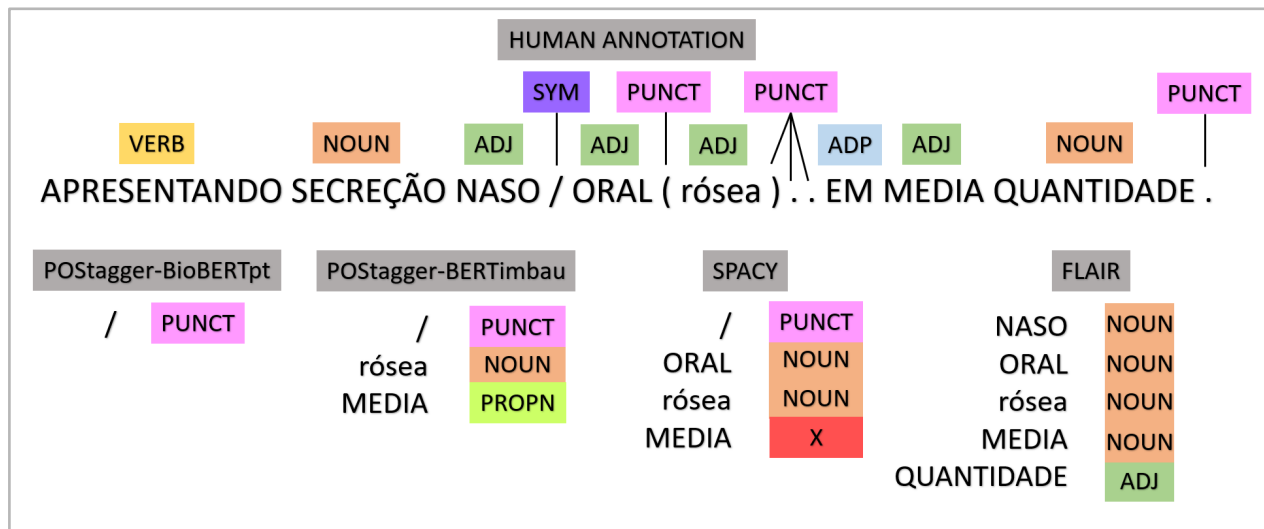 HUMAN ANNOTATION
SYM PUNCT PUNCT PUNCT
VERB NOUN ADJ ADJ ADJ ADP ADJ NOUN
APRESENTANDO SECREÇÃO NASO / ORAL ( rósea ) . . EM MEDIA QUANTIDADE .
POStagger-BioBERTpt
/ PUNCT
POStagger-BERTimbau
/ PUNCT
rósea NOUN
MEDIA PROPN
SPACY
/ PUNCT
ORAL NOUN
rósea NOUN
MEDIA X
FLAIR
NASO NOUN
ORAL NOUN
rósea NOUN
MEDIA NOUN
QUANTIDADE ADJ